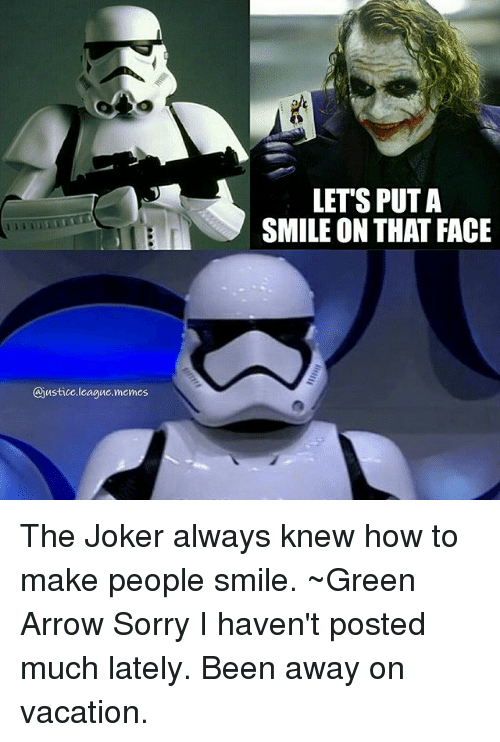 LET'S PUT A
SMILE ON THAT FACE
@justice.league.memes
The Joker always knew how to
make people smile. ~Green
Arrow Sorry I haven't posted
much lately. Been away on
vacation.